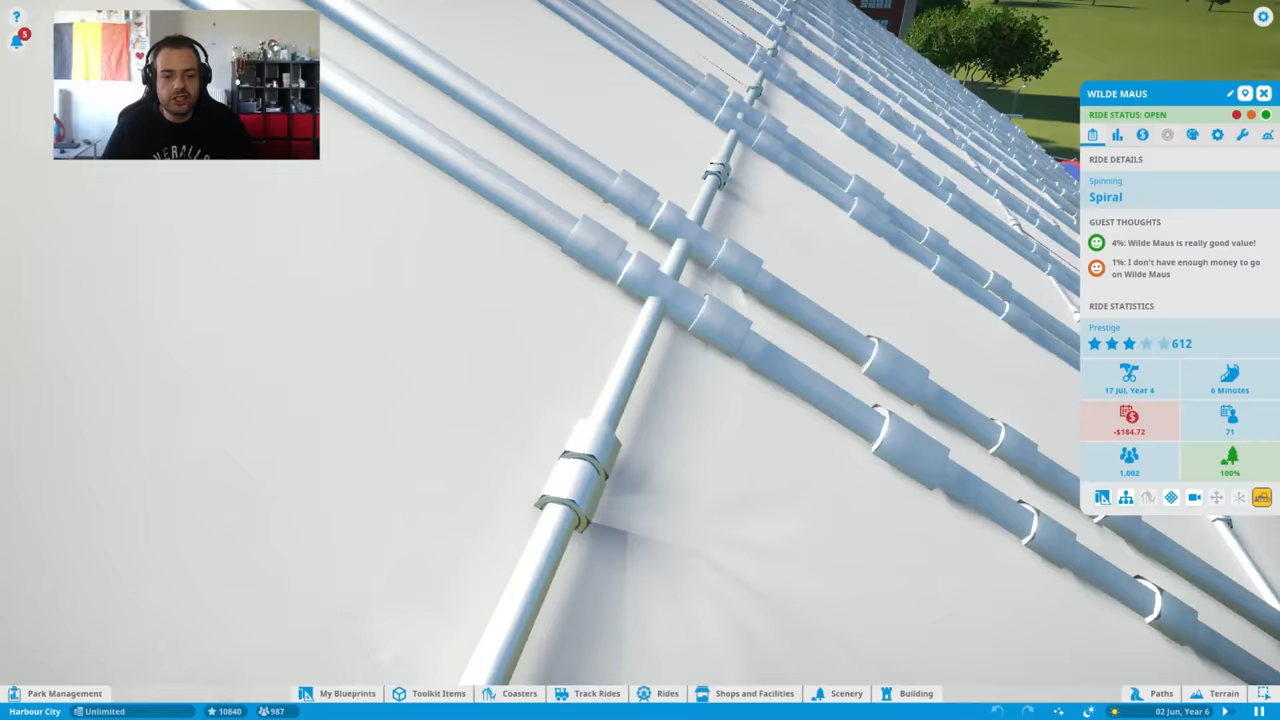 ?
5
WILDE MAUS
RIDE STATUS: OPEN
RIDE DETAILS
Spinning
Spiral
GUEST THOUGHTS
4%: Wilde Maus is really good value!
1%: I don't have enough money to go
on Wilde Maus
RIDE STATISTICS
Prestige
612
17 Jul, Year 4
6 Minutes
-$184.72
71
1,002
100%
Park Management
My Blueprints
Toolkit Items
Coasters
Track Rides
Rides
Shops and Facilities
Scenery
Building
Paths
Terrain
Harbour City
Unlimited
10840
987
02 Jun, Year 6